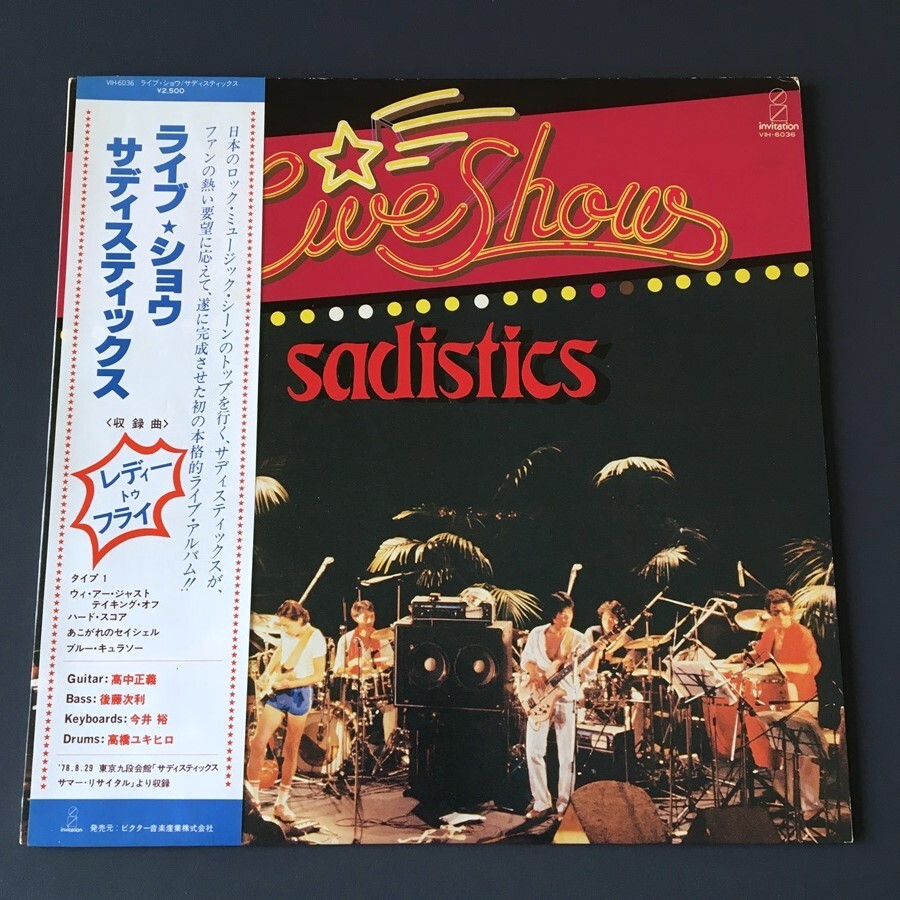 VIH6036 ライブ・ショウ/サディスティックス
¥2,500
ライブ★ショウ
サディスティックス
日本のロック・ミュージック・シーンのトップを行く、サディスティックスが、
ファンの熱い要望に応えて、遂に完成させた初の本格的ライブ・アルバム!!
〈収録曲〉
レディー
トゥ
フライ
タイプ 1
ウィ・アー・ジャスト
テイキング・オフ
ハード・スコア
あこがれのセイシェル
ブルー・キュラソー
Guitar: 高中正義
Bass: 後藤次利
Keyboards: 今井 裕
Drums: 高橋ユキヒロ
'78.8.29 東京九段会館「サディスティックス
サマー・リサイタル」より収録
invitation 発売元:ビクター音楽産業株式会社
invitation
VIH-6036
Live Show
sadistics